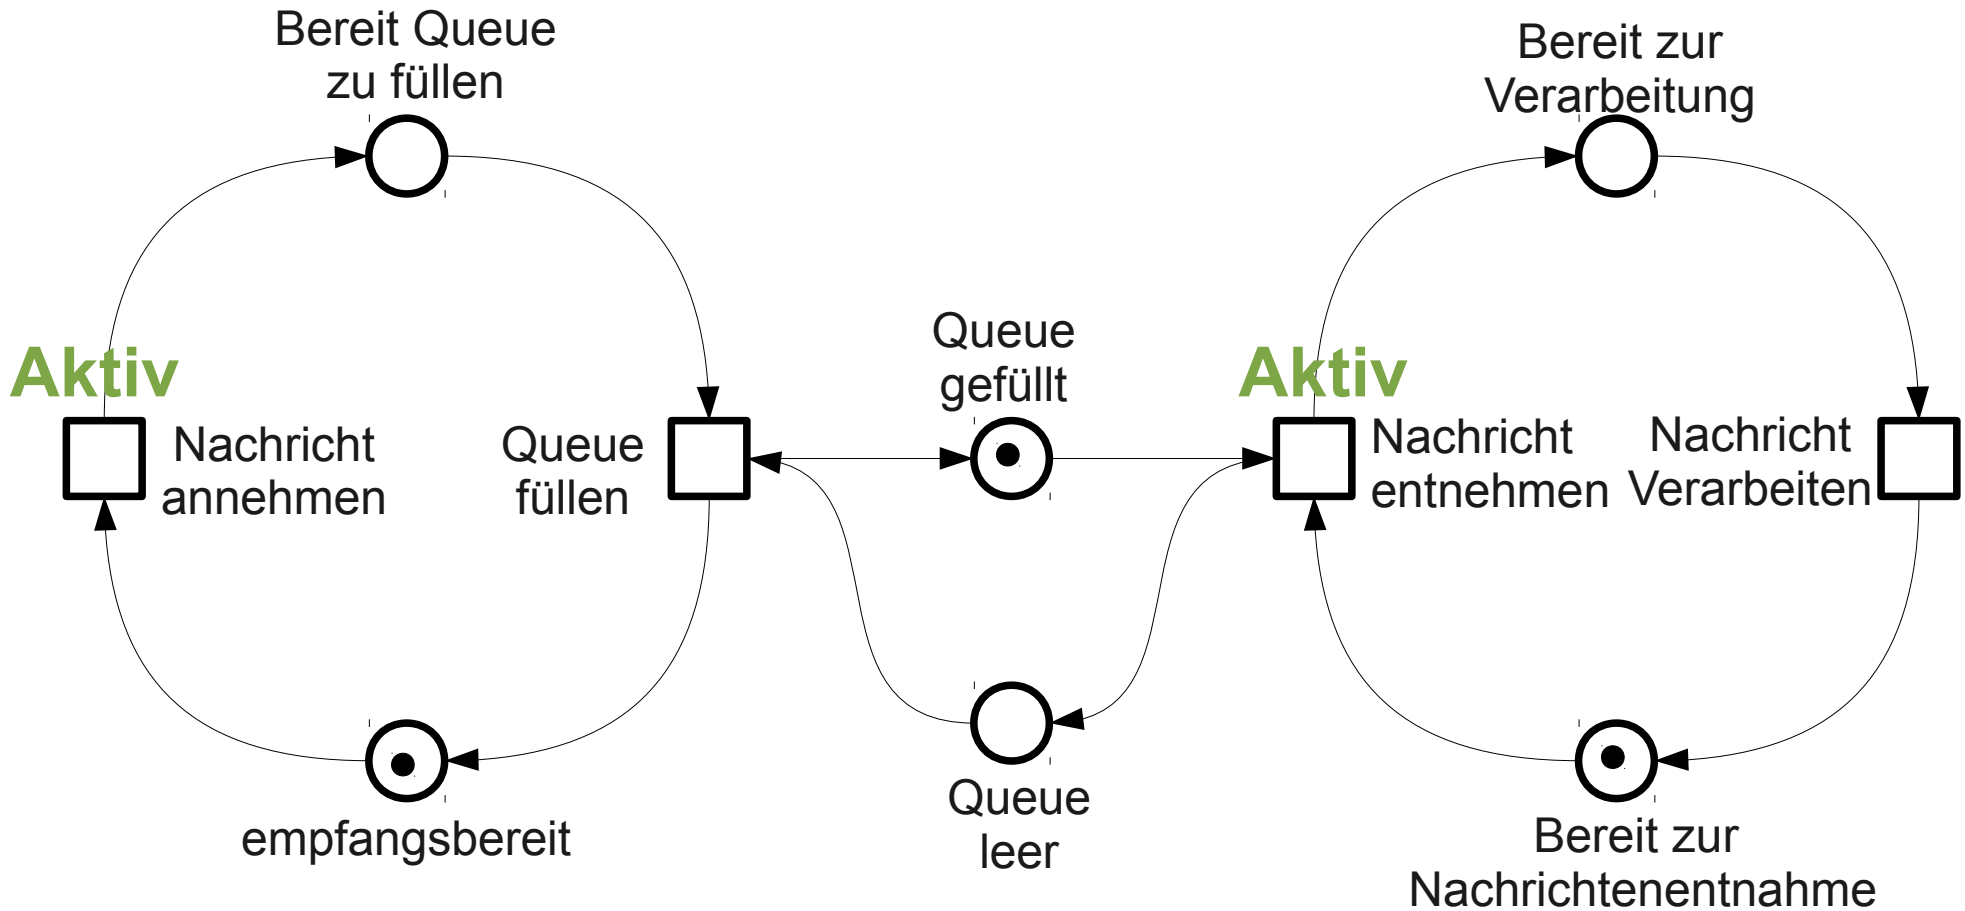 Bereit Queue
zu füllen
Bereit zur
Verarbeitung
Aktiv
Nachricht
annehmen
Queue
füllen
Queue
gefüllt
Aktiv
Nachricht
entnehmen
Nachricht
Verarbeiten
empfangsbereit
Queue
leer
Bereit zur
Nachrichtenentnahme